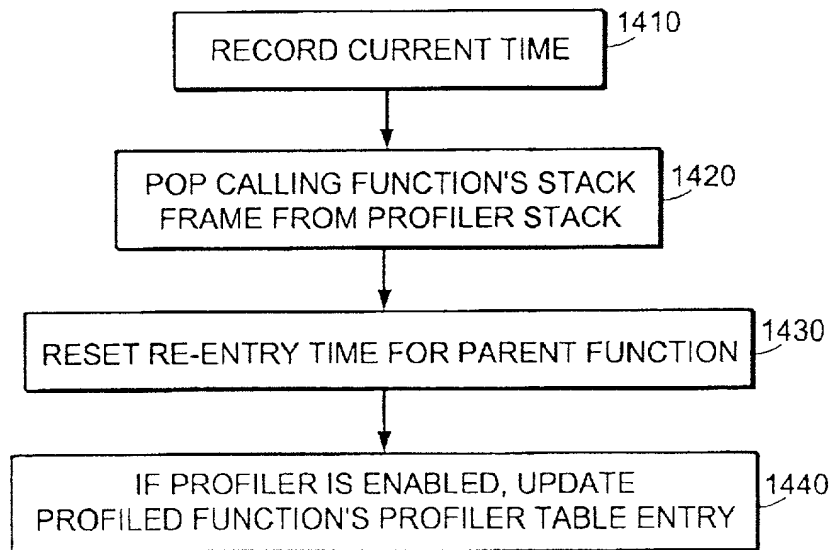 RECORD CURRENT TIME
1410
POP CALLING FUNCTION'S STACK
FRAME FROM PROFILER STACK
1420
RESET RE-ENTRY TIME FOR PARENT FUNCTION
1430
IF PROFILER IS ENABLED, UPDATE
PROFILED FUNCTION'S PROFILER TABLE ENTRY
1440